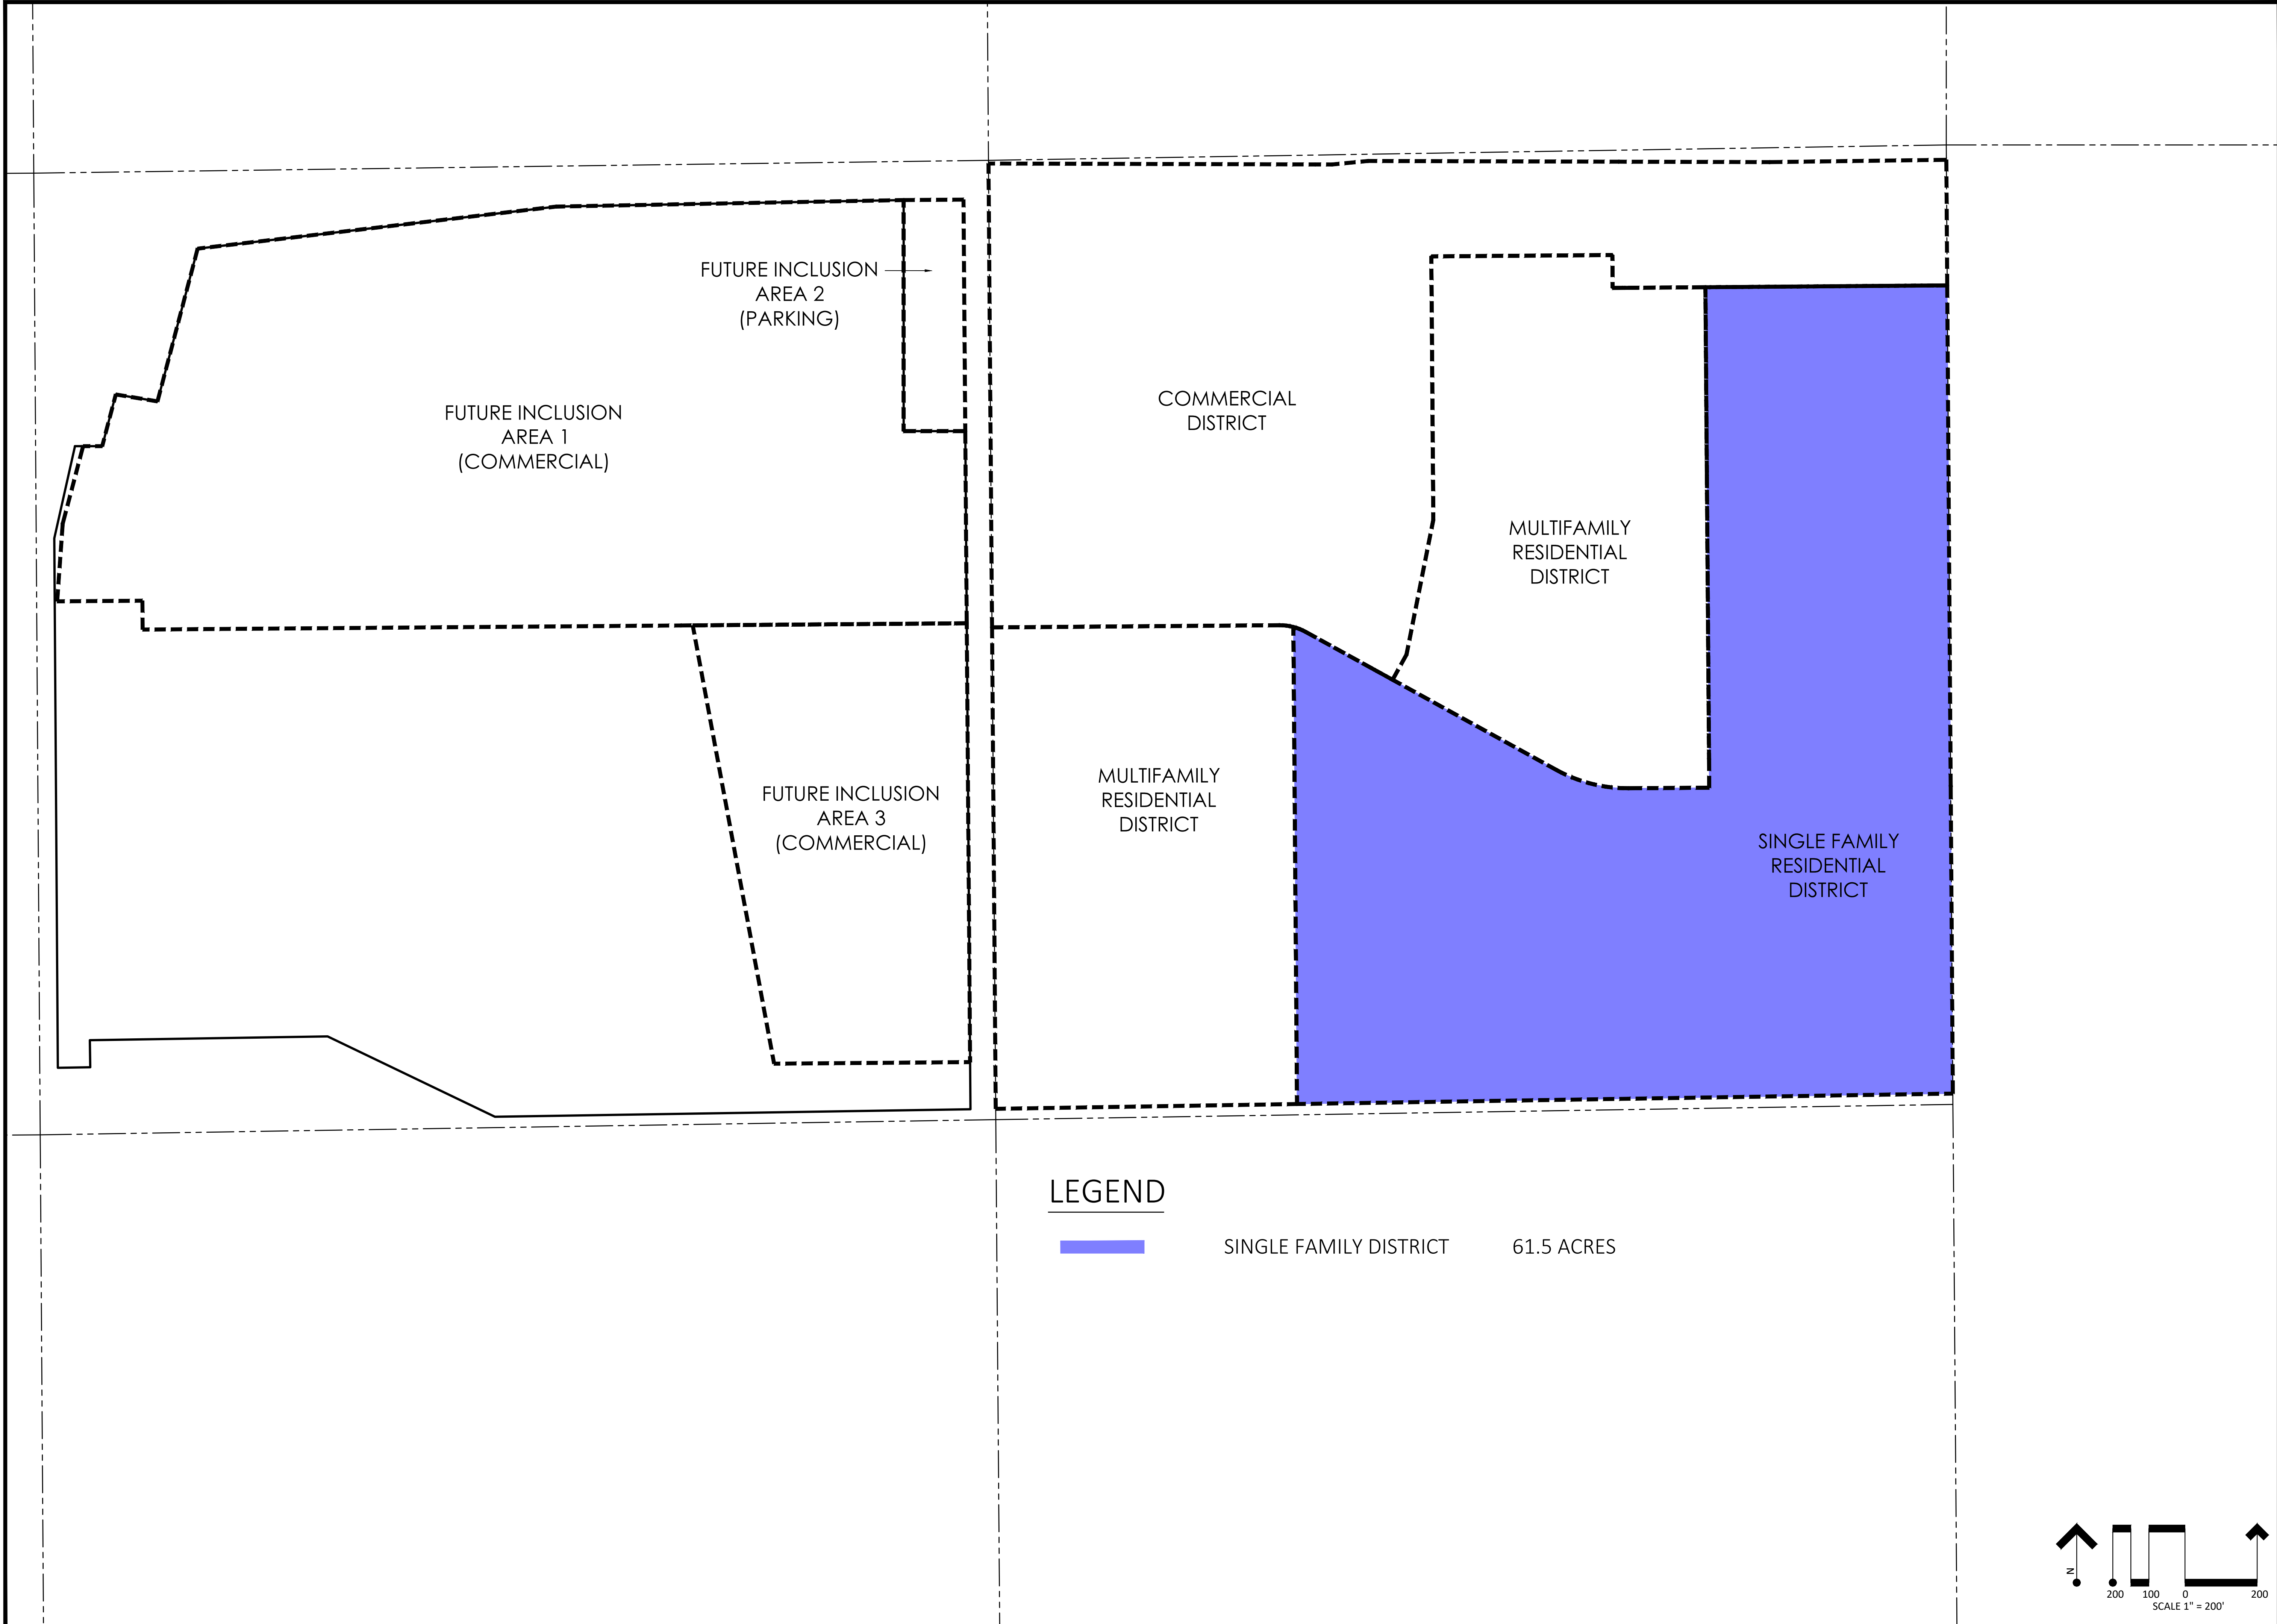 FUTURE INCLUSION
AREA 2
(PARKING)
FUTURE INCLUSION
AREA 1
(COMMERCIAL)
COMMERCIAL
DISTRICT
MULTIFAMILY
RESIDENTIAL
DISTRICT
FUTURE INCLUSION
AREA 3
(COMMERCIAL)
MULTIFAMILY
RESIDENTIAL
DISTRICT
SINGLE FAMILY
RESIDENTIAL
DISTRICT
LEGEND
SINGLE FAMILY DISTRICT 61.5 ACRES
N
200 100 0 200
SCALE 1" = 200'